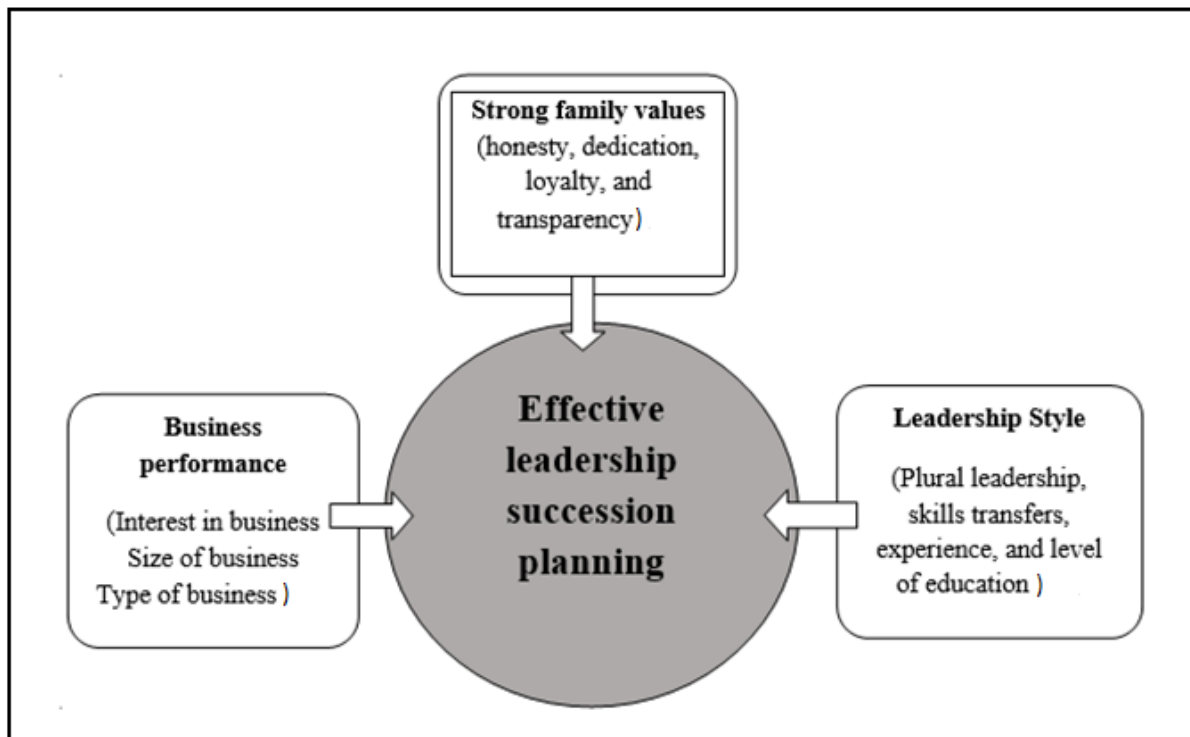 Strong family values
(honesty, dedication,
loyalty, and
transparency)
Business
performance
(Interest in business
Size of business
Type of business )
Effective
leadership
succession
planning
Leadership Style
(Plural leadership,
skills transfers,
experience, and level
of education )